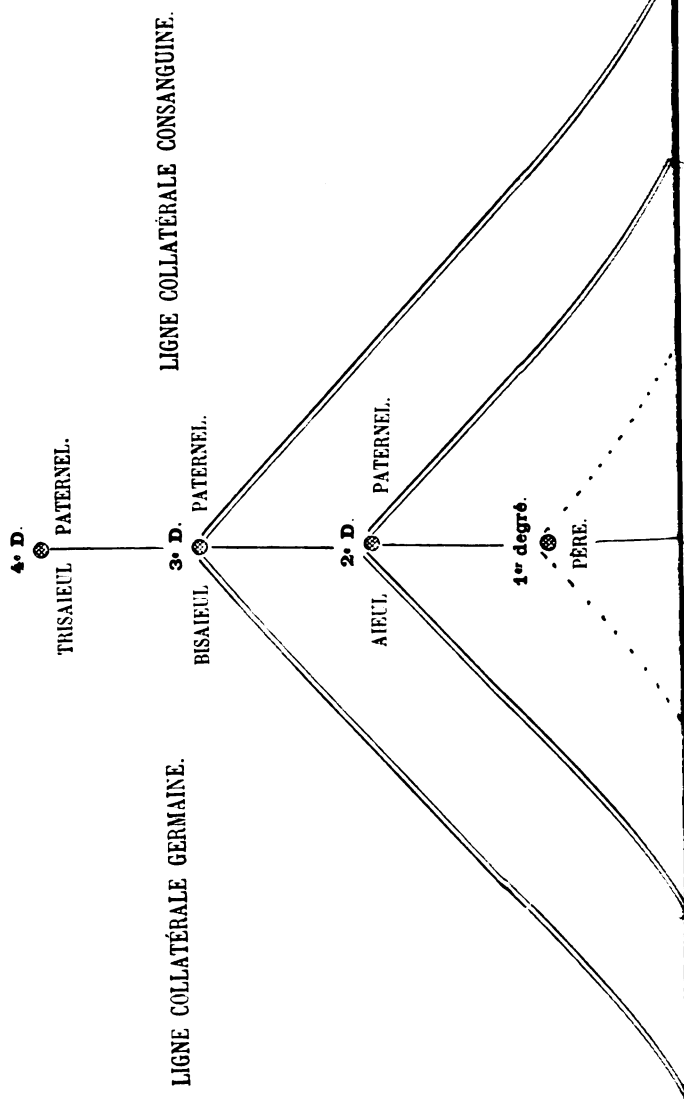 4e D.
TRISAIEUL PATERNEL.
LIGNE COLLATÉRALE GERMAINE.
LIGNE COLLATÉRALE CONSANGUINE.
3e D.
BISAIEUL PATERNEL.
2e D.
AIEUL PATERNEL.
1er degré.
PÈRE.